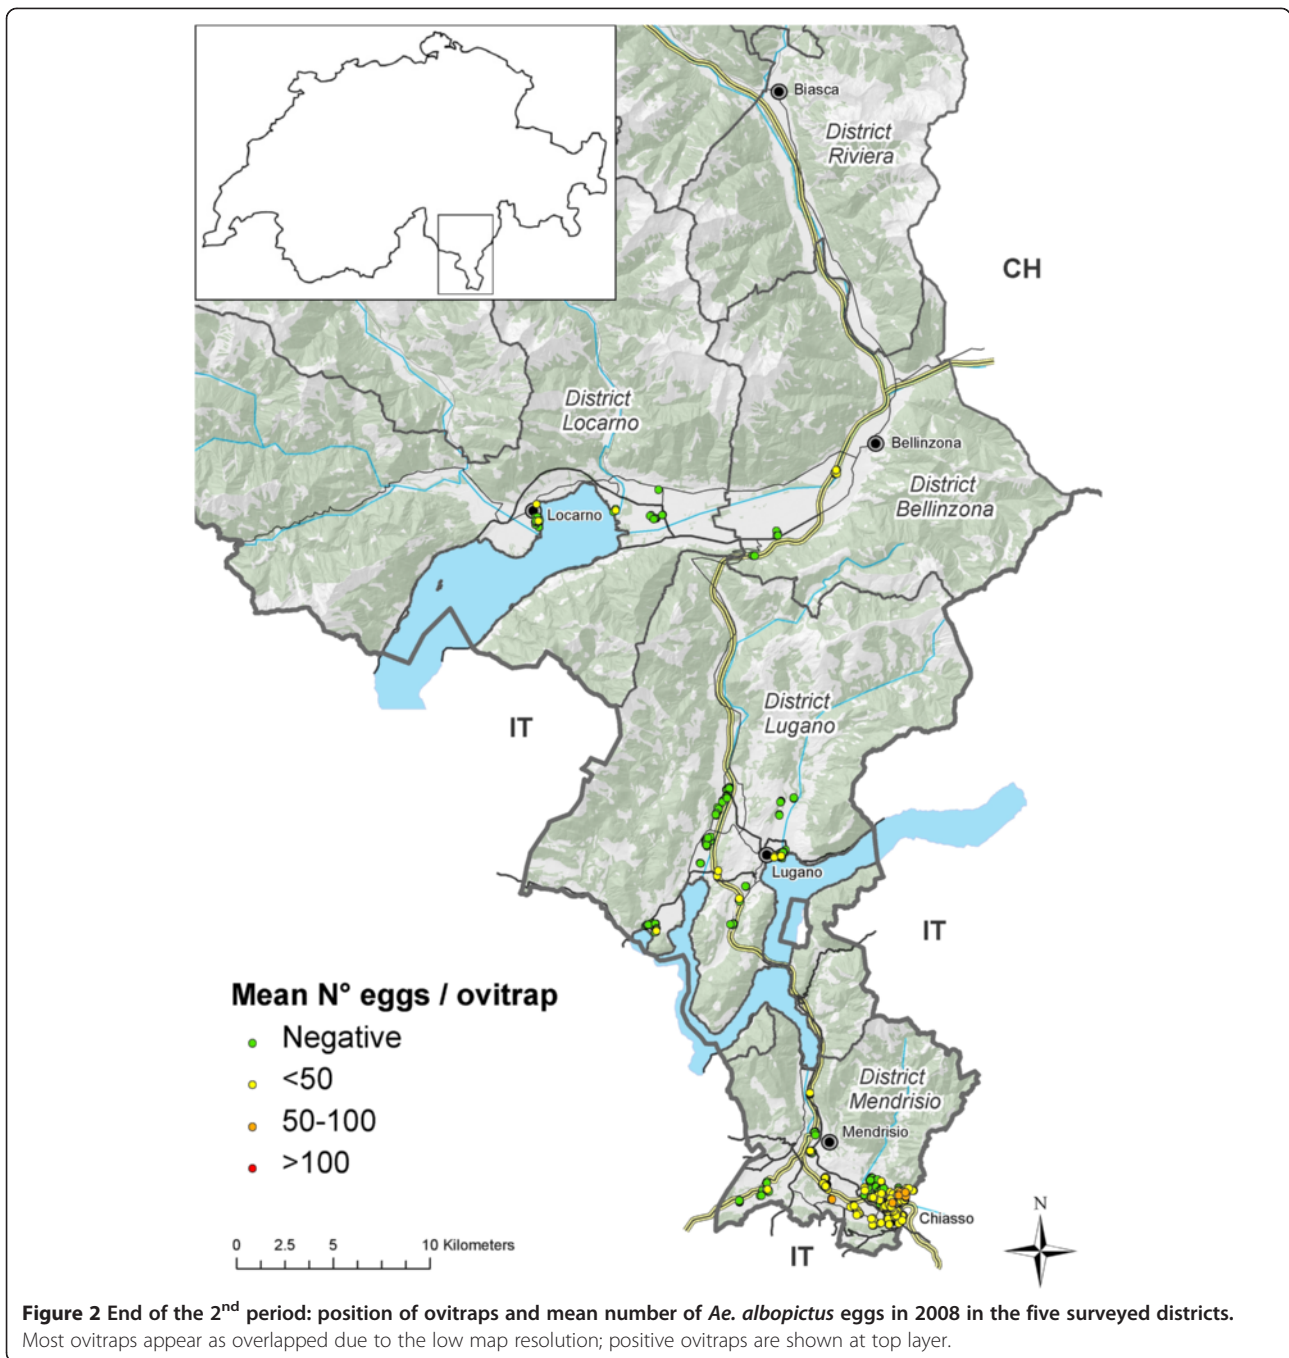 Biasca
District
Riviera
CH
District
Locarno
Bellinzona
District
Bellinzona
Locarno
IT
District
Lugano
Lugano
IT
Mean N° eggs / ovitrap
Negative
<50
50-100
>100
District
Mendrisio
Mendrisio
Chiasso
N
IT
0 2.5 5 10 Kilometers
Figure 2 End of the 2nd period: position of ovitraps and mean number of Ae. albopictus eggs in 2008 in the five surveyed districts.
Most ovitraps appear as overlapped due to the low map resolution; positive ovitraps are shown at top layer.